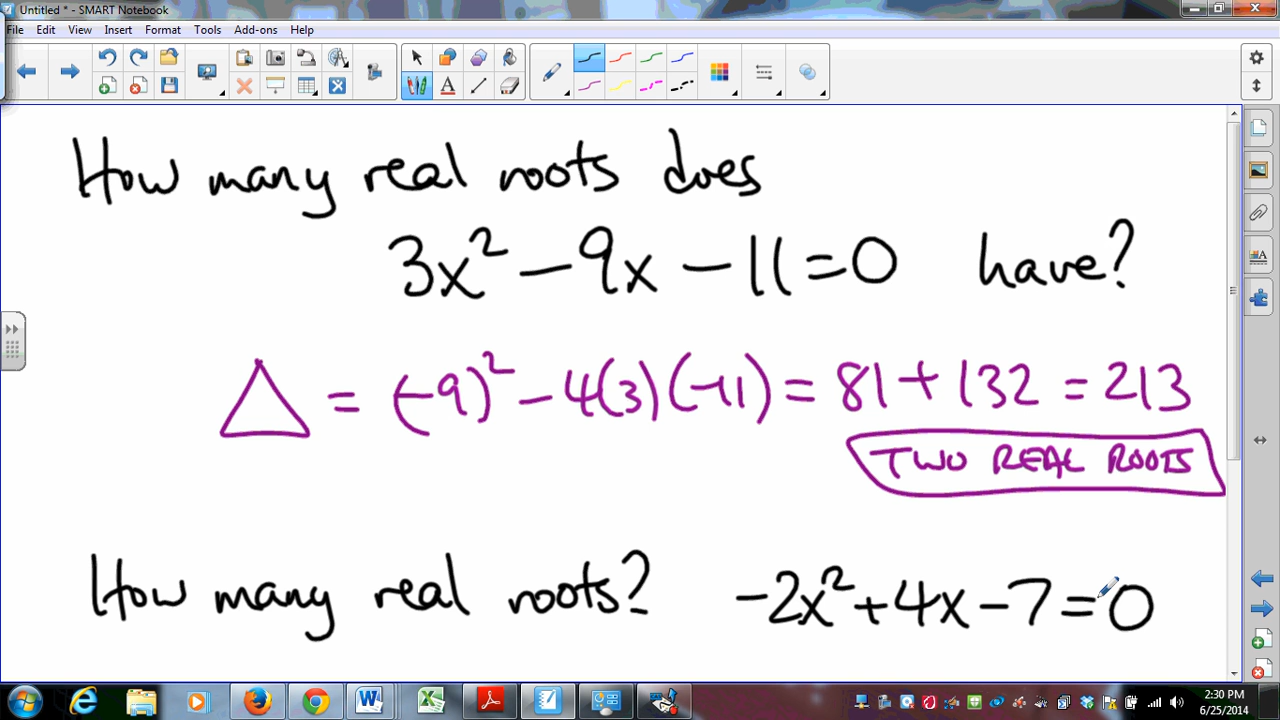 Untitled * - SMART Notebook
File Edit View Insert Format Tools Add-ons Help
How many real roots does
3x² - 9x - 11 = 0 have?
△ = (-9)² - 4(3)(-11) = 81 + 132 = 213
TWO REAL ROOTS
How many real roots? -2x² + 4x - 7 = 0
2:30 PM
6/25/2014